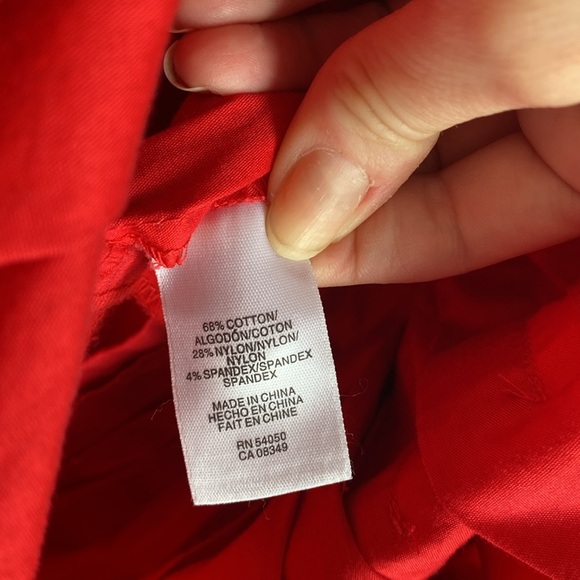 68% COTTON/
ALGODÓN/COTON
28% NYLON/NYLON/
NYLON
4% SPANDEX/SPANDEX
SPANDEX
MADE IN CHINA
HECHO EN CHINA
FAIT EN CHINE
RN 54050
CA 08349